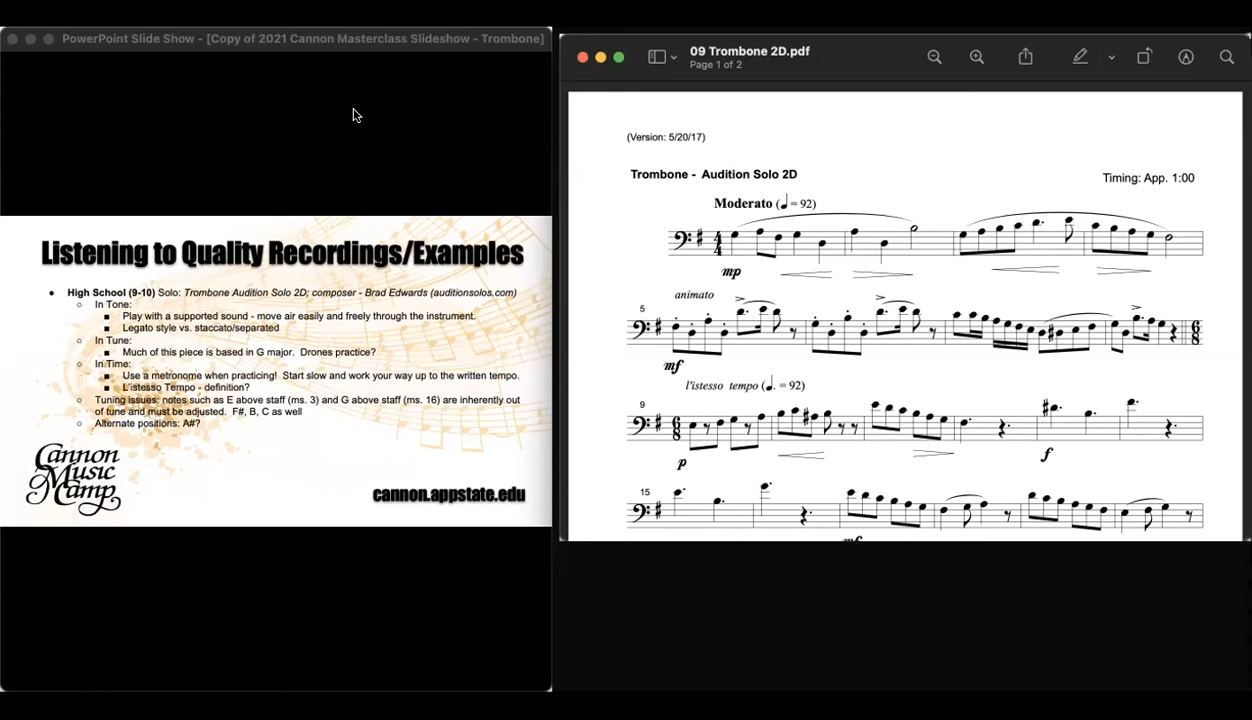 PowerPoint Slide Show - [Copy of 2021 Cannon Masterclass Slideshow - Trombone]
Listening to Quality Recordings/Examples
High School (9-10) Solo: Trombone Audition Solo 2D; composer - Brad Edwards (auditionsolos.com)
In Tone:
Play with a supported sound - move air easily and freely through the instrument.
Legato style vs. staccato/separated
In Tune:
Much of this piece is based in G major. Drones practice?
In Time:
Use a metronome when practicing! Start slow and work your way up to the written tempo.
L'istesso Tempo - definition?
Tuning issues: notes such as E above staff (ms. 3) and G above staff (ms. 16) are inherently out
of tune and must be adjusted. F#, B, C as well
Alternate positions: A#?
Cannon
Music
Camp
cannon.appstate.edu
09 Trombone 2D.pdf
Page 1 of 2
(Version: 5/20/17)
Trombone - Audition Solo 2D
Timing: App. 1:00
Moderato (♩ = 92)
mp
5
animato
mf
l'istesso tempo (♩. = 92)
9
p
f
15
mf